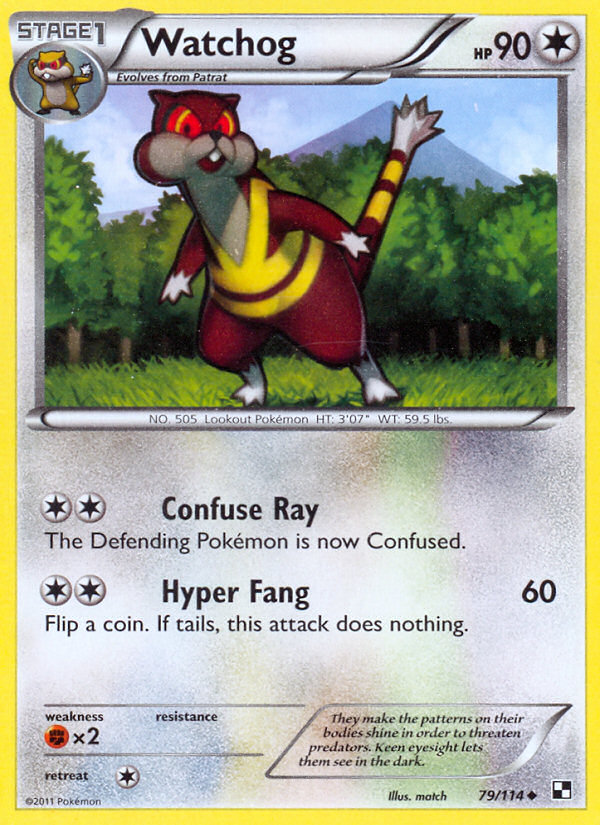 STAGE1
Watchog
HP 90
Evolves from Patrat
NO. 505 Lookout Pokémon HT: 3'07" WT: 59.5 lbs.
Confuse Ray
The Defending Pokémon is now Confused.
Hyper Fang 60
Flip a coin. If tails, this attack does nothing.
weakness resistance
×2
They make the patterns on their
bodies shine in order to threaten
predators. Keen eyesight lets
them see in the dark.
retreat
Illus. match 79/114
©2011 Pokémon